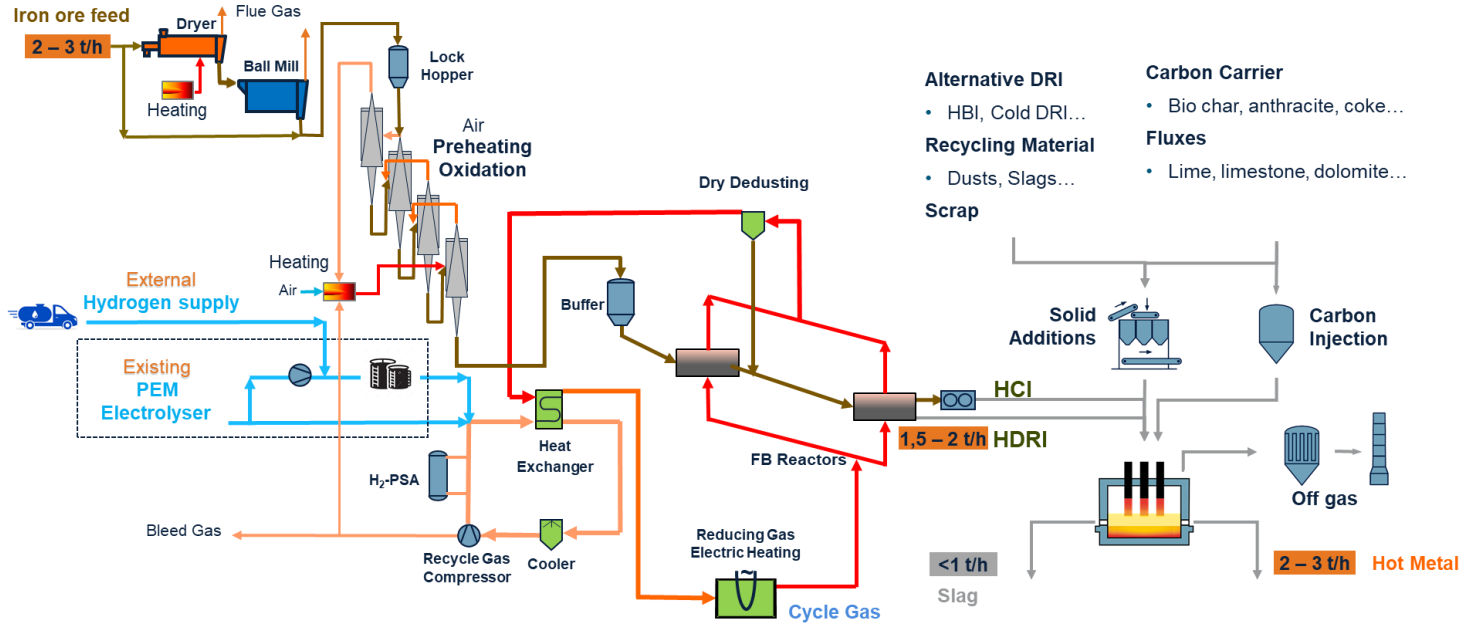 Iron ore feed
2 – 3 t/h
Dryer
Flue Gas
Ball Mill
Heating
Lock
Hopper
Air
Preheating
Oxidation
Heating
Air
External
Hydrogen supply
Existing
PEM
Electrolyser
H2-PSA
Bleed Gas
Recycle Gas
Compressor
Cooler
Heat
Exchanger
Dry Dedusting
Buffer
FB Reactors
Reducing Gas
Electric Heating
~
Cycle Gas
HCI
1,5 – 2 t/h
HDRI
Alternative DRI
• HBI, Cold DRI…
Recycling Material
• Dusts, Slags…
Scrap
Carbon Carrier
• Bio char, anthracite, coke…
Fluxes
• Lime, limestone, dolomite…
Solid
Additions
Carbon
Injection
Off gas
<1 t/h
Slag
2 – 3 t/h
Hot Metal